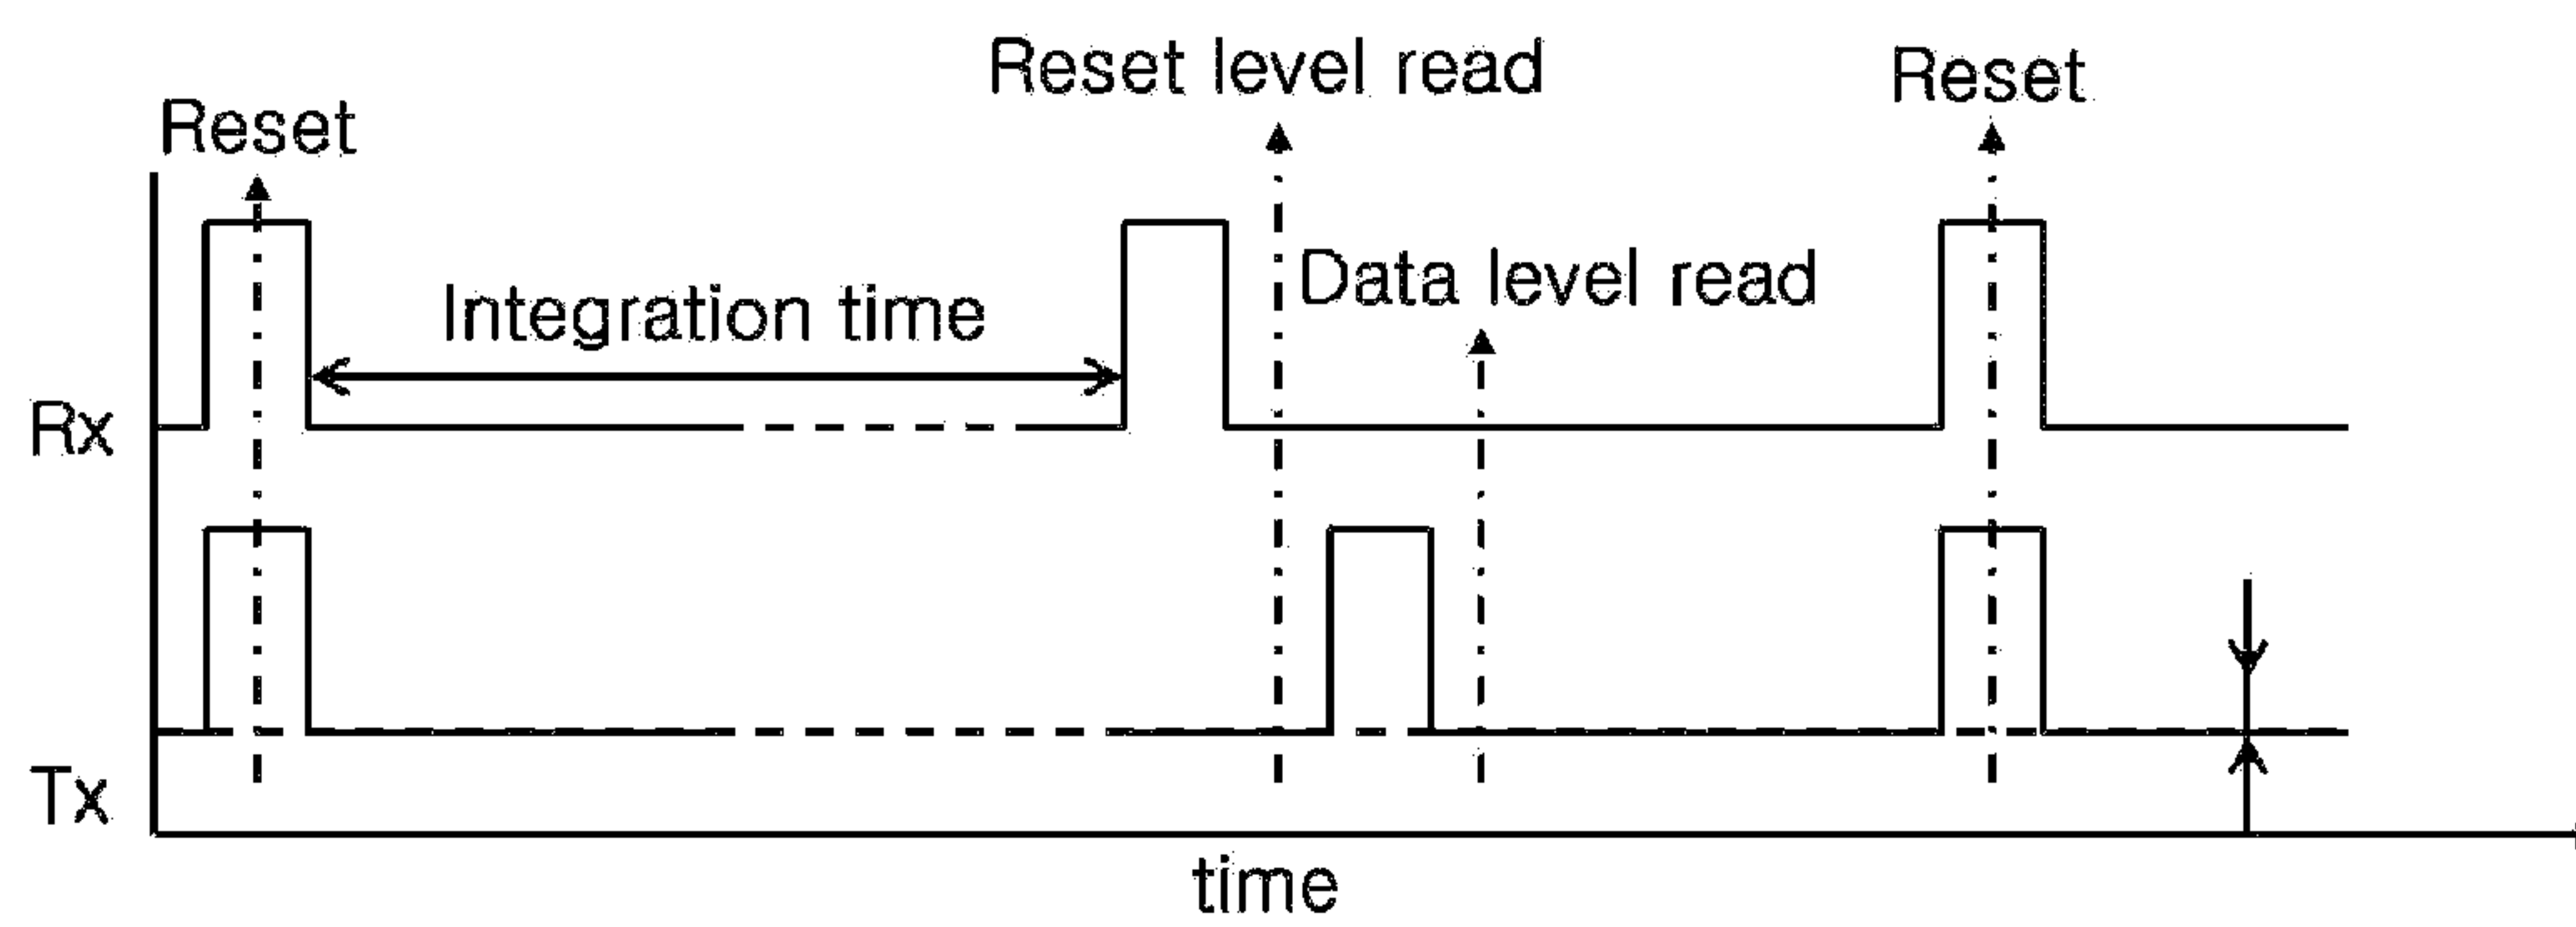 Reset level read
Reset
Reset
Data level read
Integration time
Rx
Tx
time